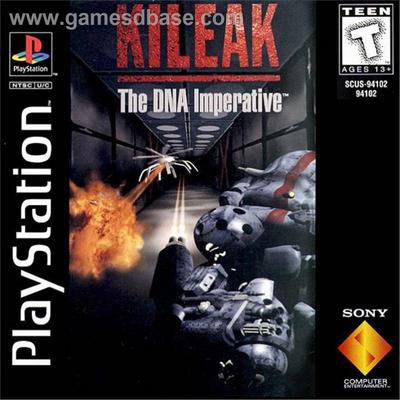 www.gamesdbase.com
PlayStation
NTSC U/C
PlayStation
KILEAK
The DNA Imperative™
TEEN
T
AGES 13+
SCUS-94102
94102
SONY
COMPUTER
ENTERTAINMENT